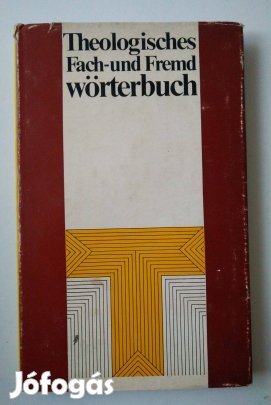 Theologisches
Fach-und Fremd
wörterbuch
Jófogás